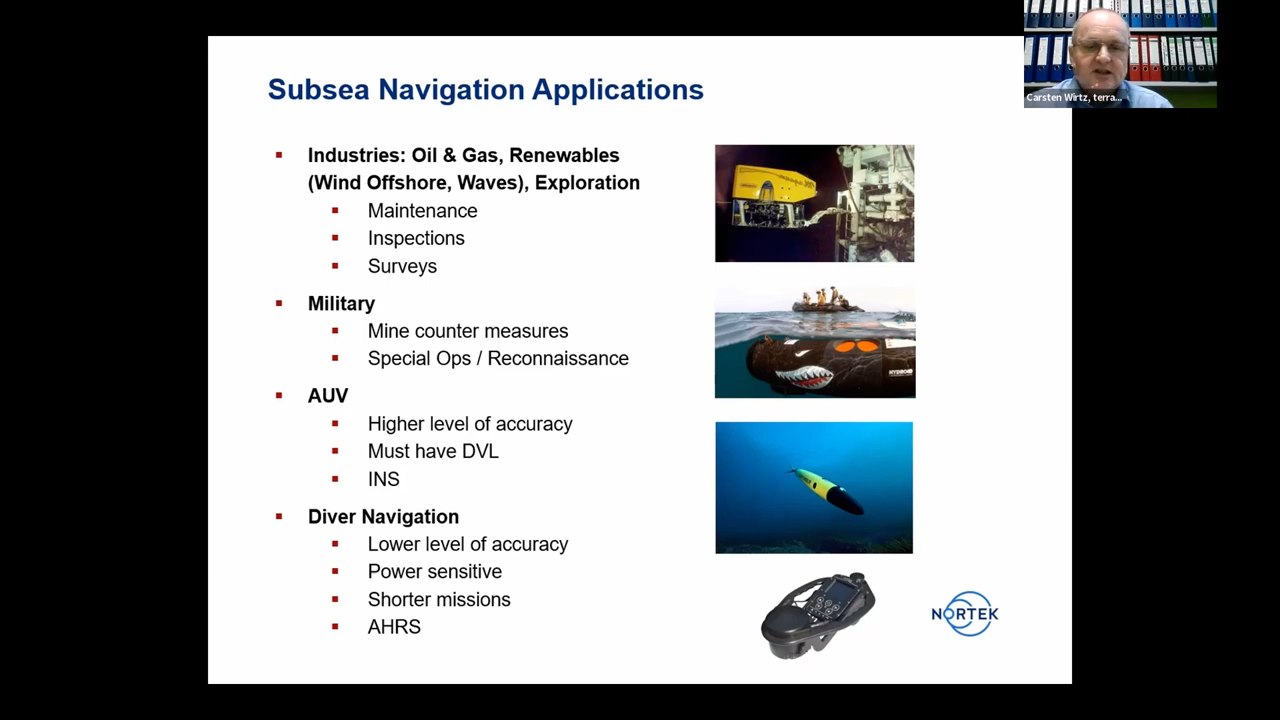 Subsea Navigation Applications
Carsten Wirtz, terra...
▪ Industries: Oil & Gas, Renewables
(Wind Offshore, Waves), Exploration
▪ Maintenance
▪ Inspections
▪ Surveys
▪ Military
▪ Mine counter measures
▪ Special Ops / Reconnaissance
▪ AUV
▪ Higher level of accuracy
▪ Must have DVL
▪ INS
▪ Diver Navigation
▪ Lower level of accuracy
▪ Power sensitive
▪ Shorter missions
▪ AHRS
NORTEK